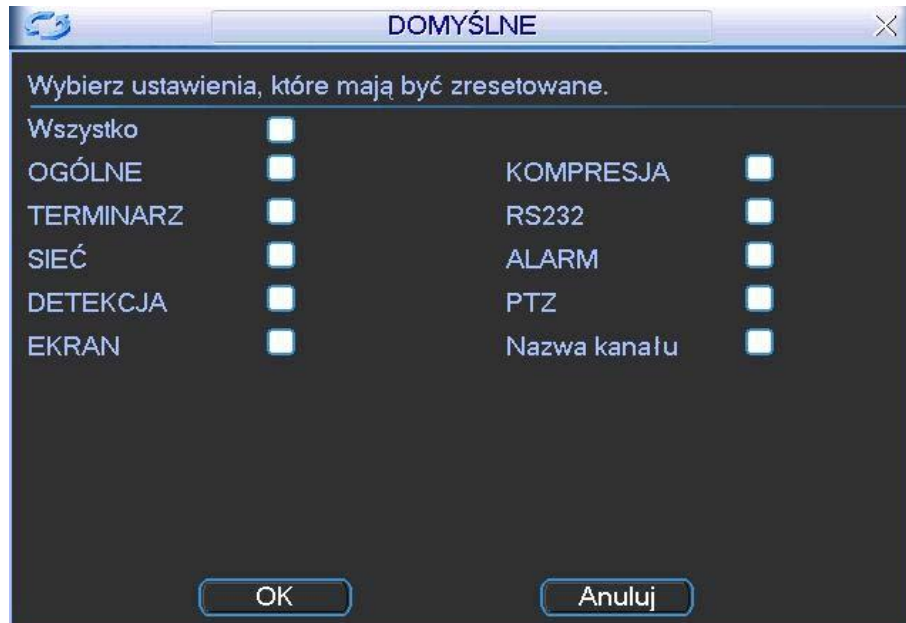 DOMYŚLNE
Wybierz ustawienia, które mają być zresetowane.
Wszystko
OGÓLNE KOMPRESJA
TERMINARZ RS232
SIEĆ ALARM
DETEKCJA PTZ
EKRAN Nazwa kanału
OK Anuluj